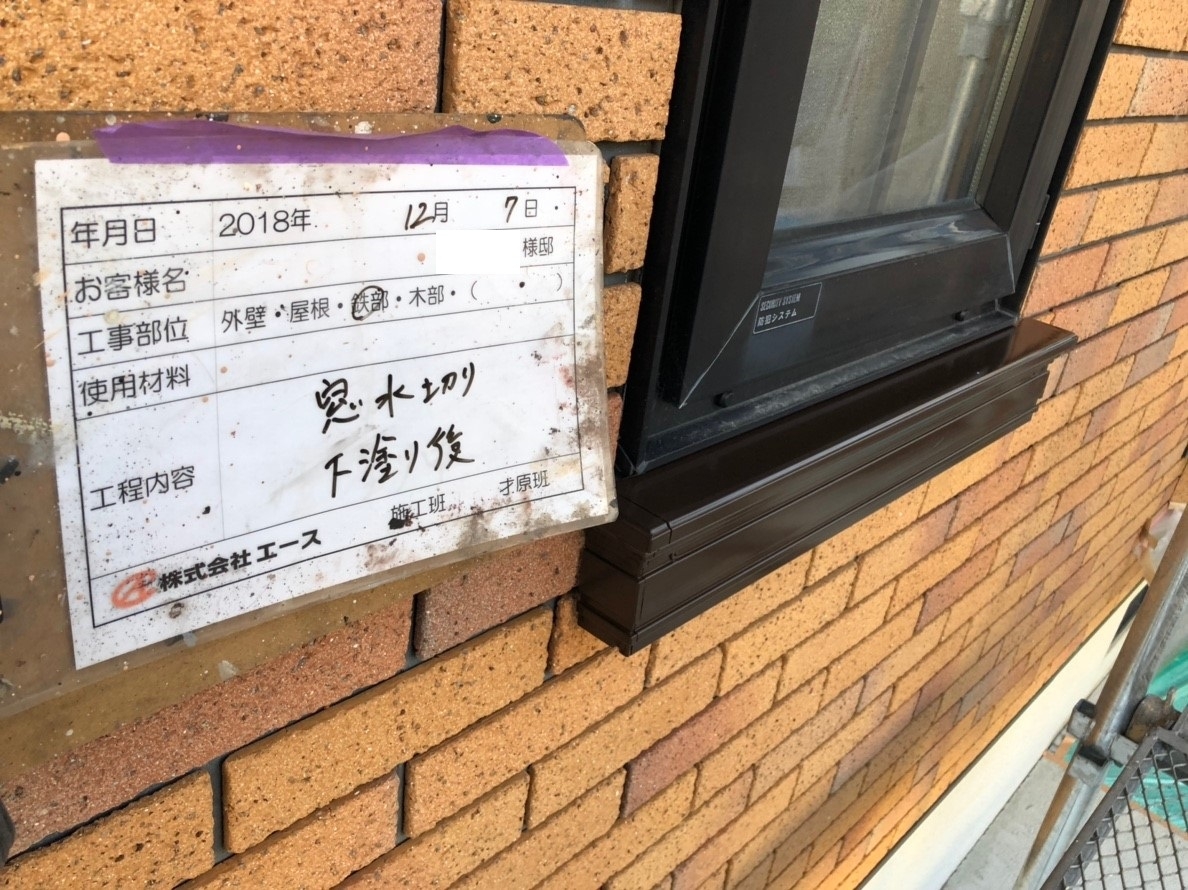 年月日 2018年 12月 7日
お客様名 様邸
工事部位 外壁・屋根・鉄部・木部・( ・ )
使用材料
工程内容 窓水切り
下塗り後
施工班 才原班
株式会社エース
SECURITY SYSTEM
防犯システム